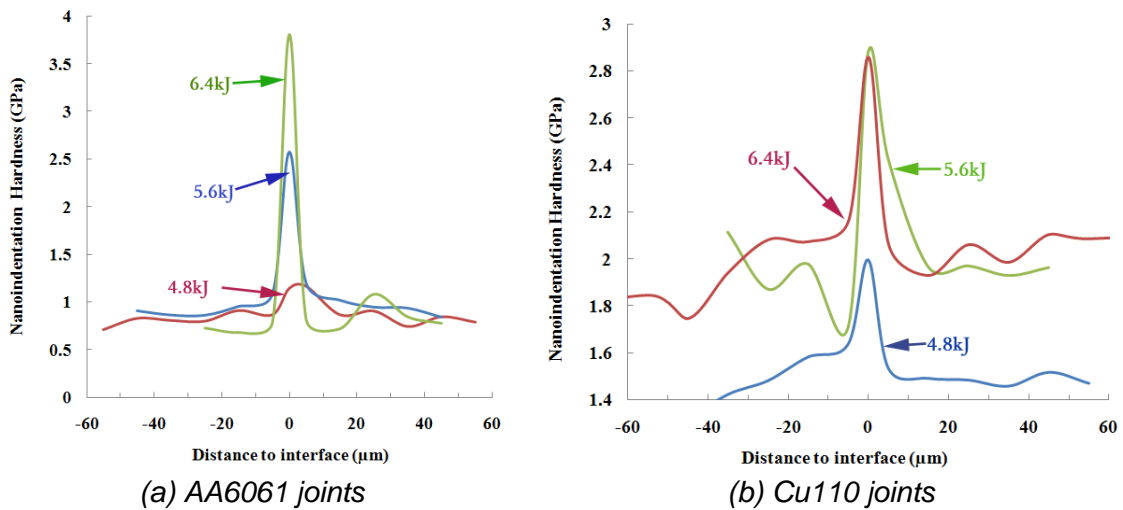 Nanoindentation Hardness (GPa)
4
3.5
3
2.5
2
1.5
1
0.5
0
6.4kJ
5.6kJ
4.8kJ
-60 -40 -20 0 20 40 60
Distance to interface (µm)
(a) AA6061 joints
Nanoindentation Hardness (GPa)
3
2.8
2.6
2.4
2.2
2
1.8
1.6
1.4
6.4kJ
5.6kJ
4.8kJ
-60 -40 -20 0 20 40 60
Distance to interface (µm)
(b) Cu110 joints